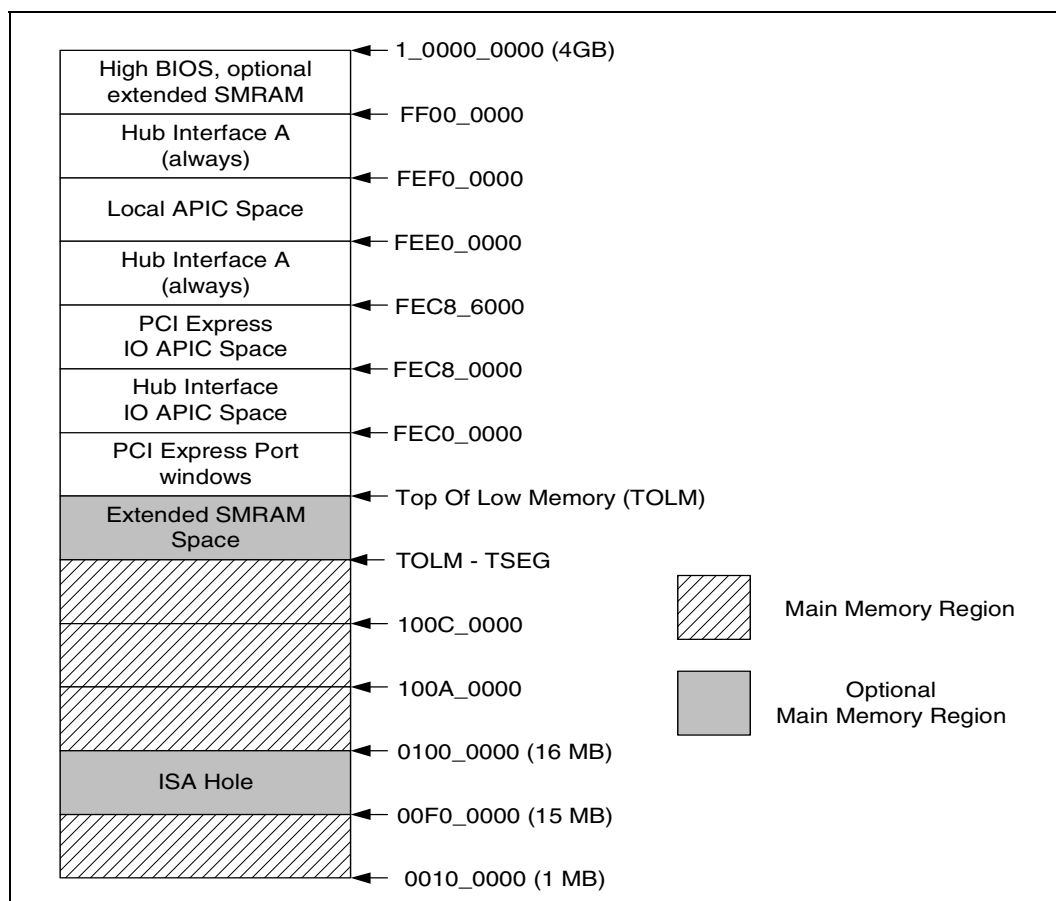 1_0000_0000 (4GB)
High BIOS, optional
extended SMRAM
FF00_0000
Hub Interface A
(always)
FEF0_0000
Local APIC Space
FEE0_0000
Hub Interface A
(always)
FEC8_6000
PCI Express
IO APIC Space
FEC8_0000
Hub Interface
IO APIC Space
FEC0_0000
PCI Express Port
windows
Top Of Low Memory (TOLM)
Extended SMRAM
Space
TOLM - TSEG
Main Memory Region
100C_0000
100A_0000
Optional
Main Memory Region
0100_0000 (16 MB)
ISA Hole
00F0_0000 (15 MB)
0010_0000 (1 MB)